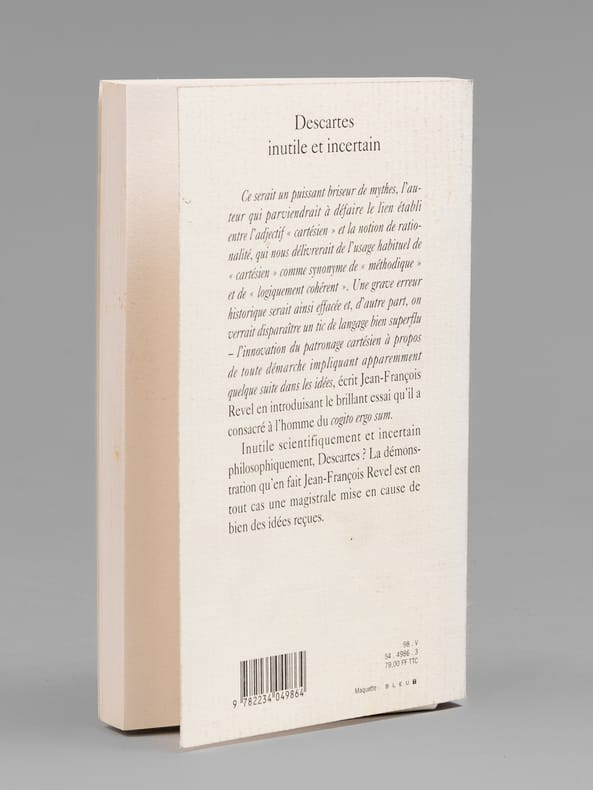 Descartes
inutile et incertain
Ce serait un puissant briseur de mythes, l'au-
teur qui parviendrait à défaire le lien établi
entre l'adjectif « cartésien » et la notion de ratio-
nalité, qui nous délivrerait de l'usage habituel de
« cartésien » comme synonyme de « méthodique »
et de « logiquement cohérent ». Une grave erreur
historique serait ainsi effacée et, d'autre part, on
verrait disparaître un tic de langage bien superflu
– l'innovation du patronage cartésien à propos
de toute démarche impliquant apparemment
quelque suite dans les idées, écrit Jean-François
Revel en introduisant le brillant essai qu'il a
consacré à l'homme du cogito ergo sum.
Inutile scientifiquement et incertain
philosophiquement, Descartes ? La démons-
tration qu'en fait Jean-François Revel est en
tout cas une magistrale mise en cause de
bien des idées reçues.
98 . V
54 . 4986 . 3
79,00 FF TTC
9 782234 049864
Maquette : BLEU T